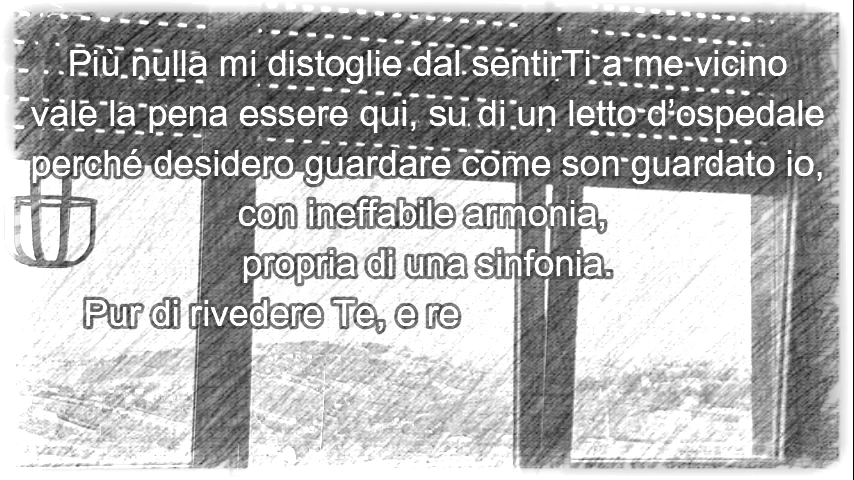 Più nulla mi distoglie dal sentirTi a me vicino
vale la pena essere qui, su di un letto d’ospedale
perché desidero guardare come son guardato io,
con ineffabile armonia,
propria di una sinfonia.
Pur di rivedere Te, e re